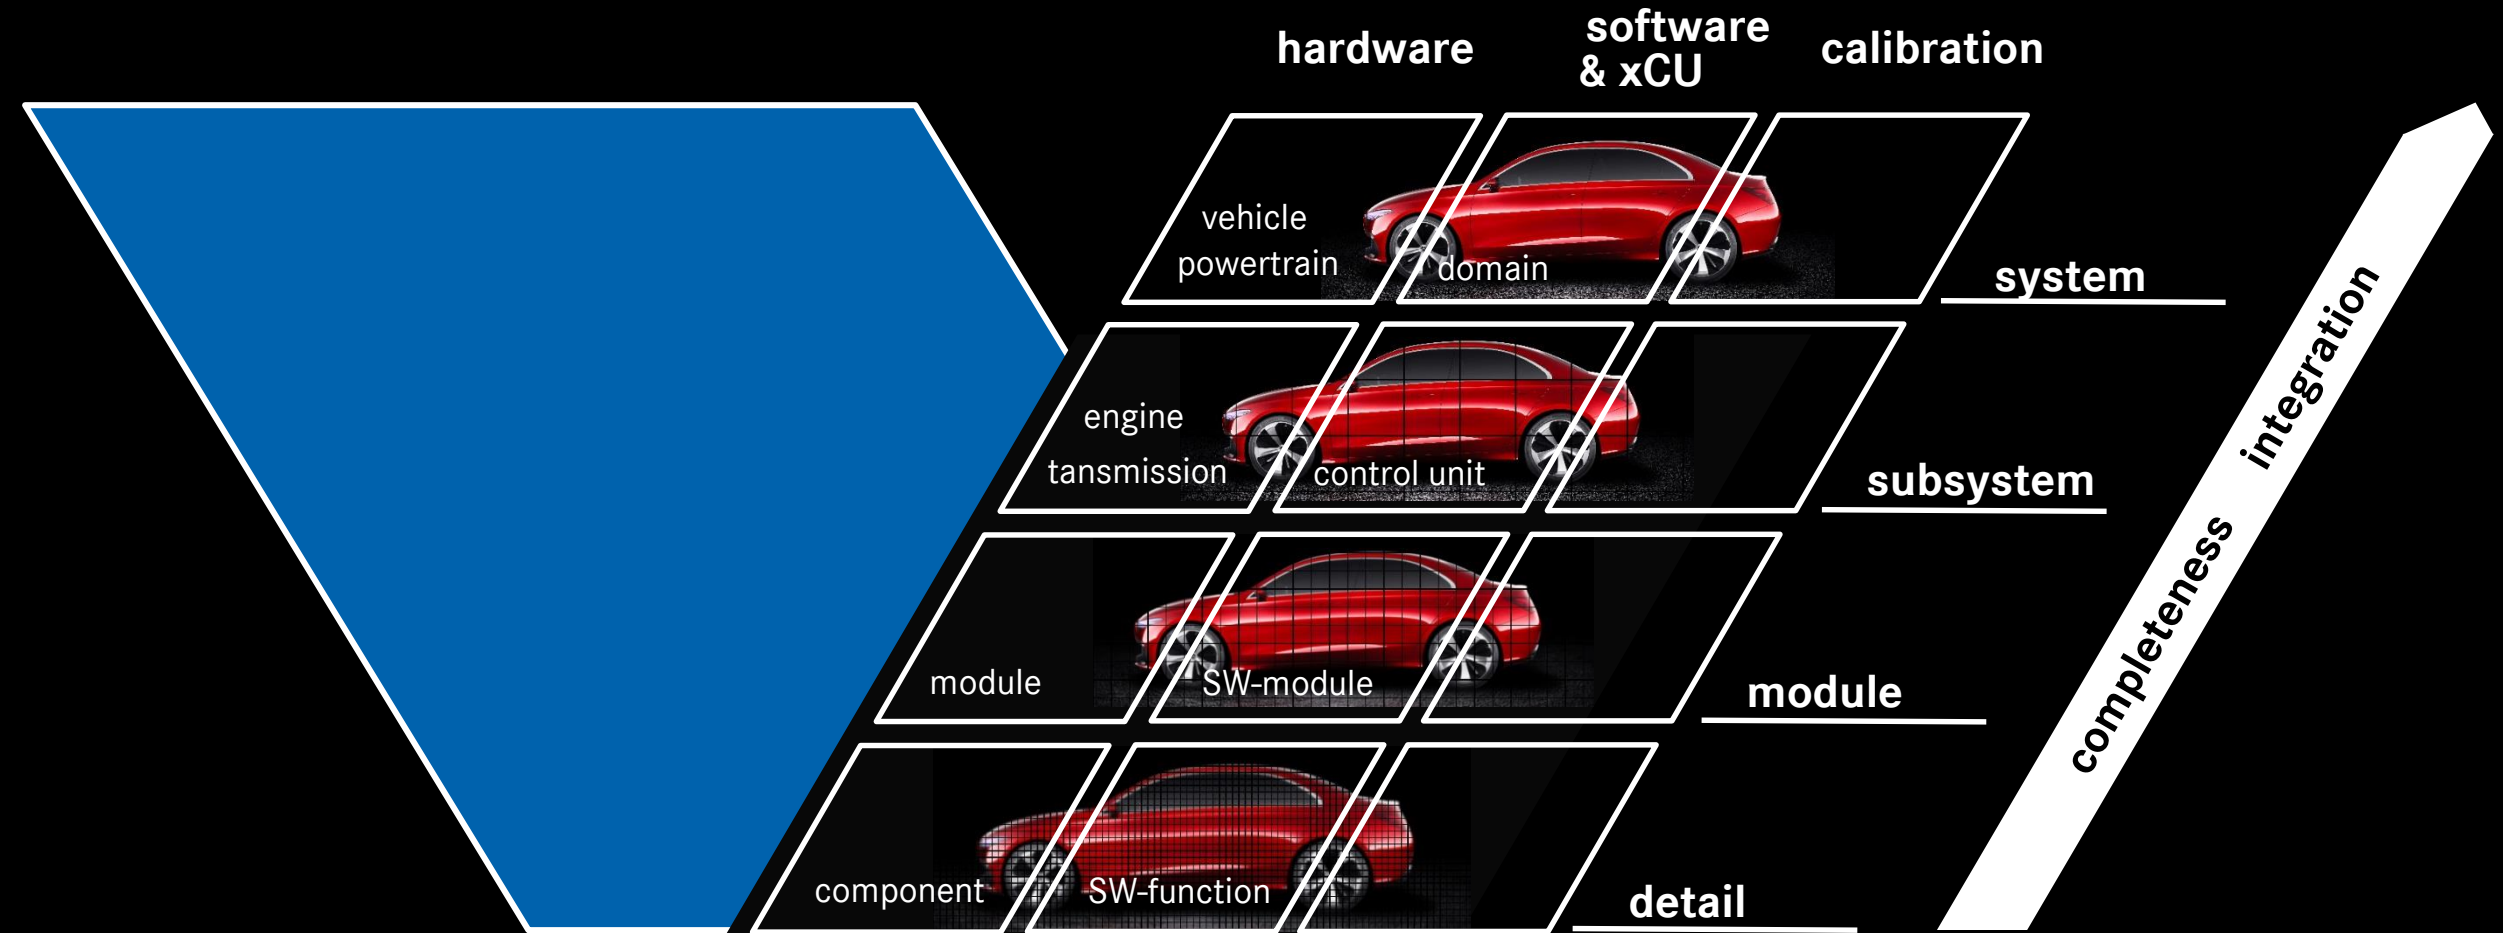 hardware
software
& xCU
calibration
vehicle
powertrain
domain
system
engine
tansmission
control unit
subsystem
module
SW-module
module
component
SW-function
detail
completeness integration